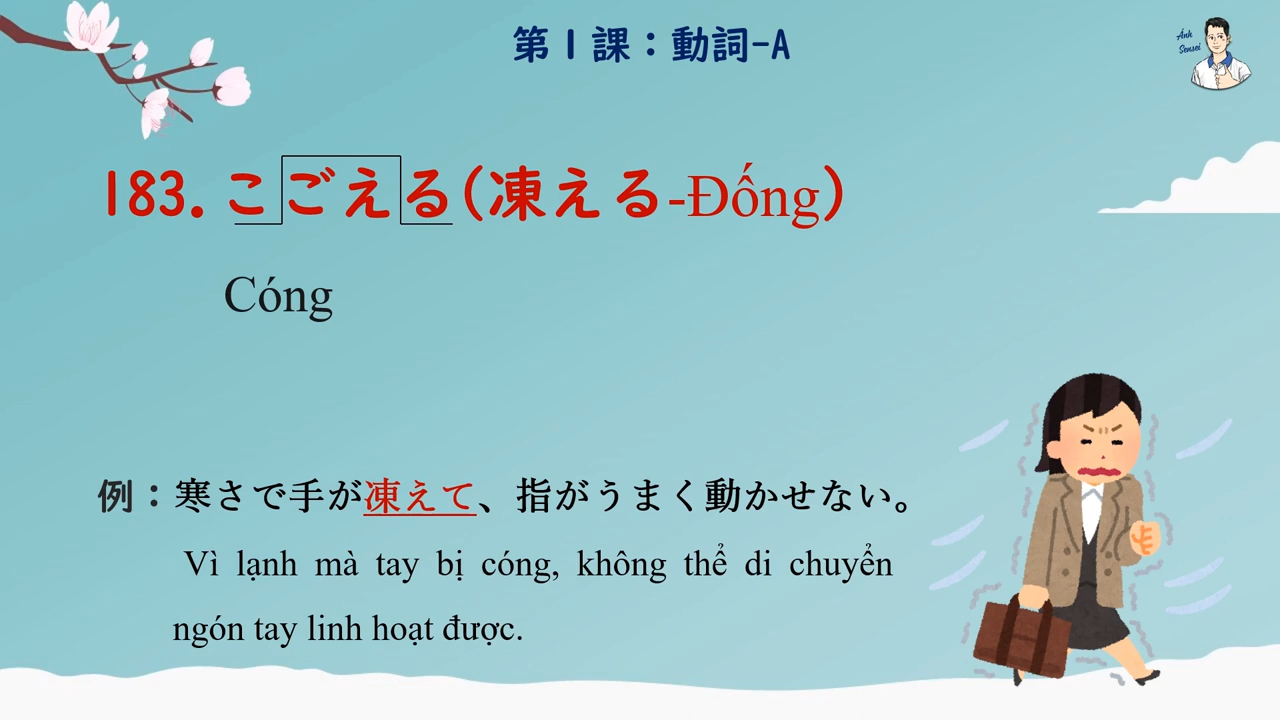 第1課：動詞-A
Ánh
Sensei
183. こごえる(凍える-Đống)
Cóng
例：寒さで手が凍えて、指がうまく動かせない。
Vì lạnh mà tay bị cóng, không thể di chuyển
ngón tay linh hoạt được.